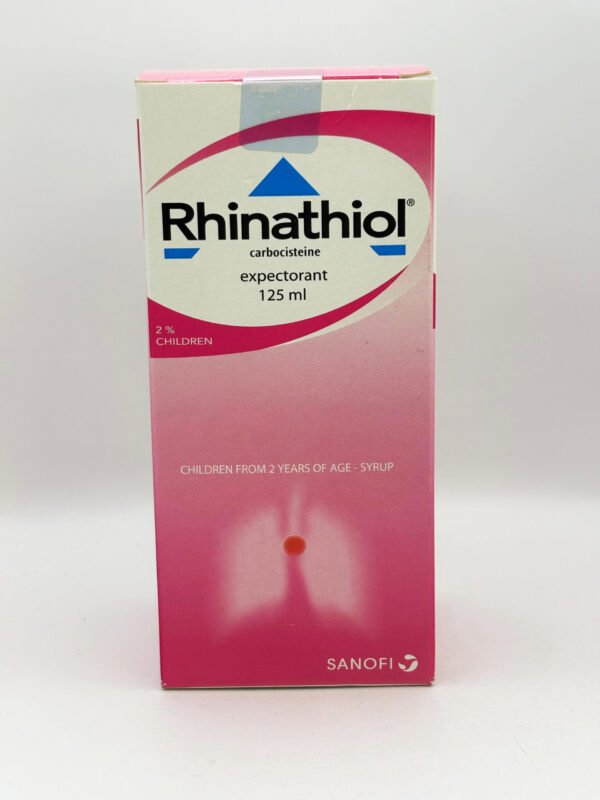 Rhinathiol®
carbocisteine
expectorant
125 ml
2 %
CHILDREN
CHILDREN FROM 2 YEARS OF AGE - SYRUP
SANOFI